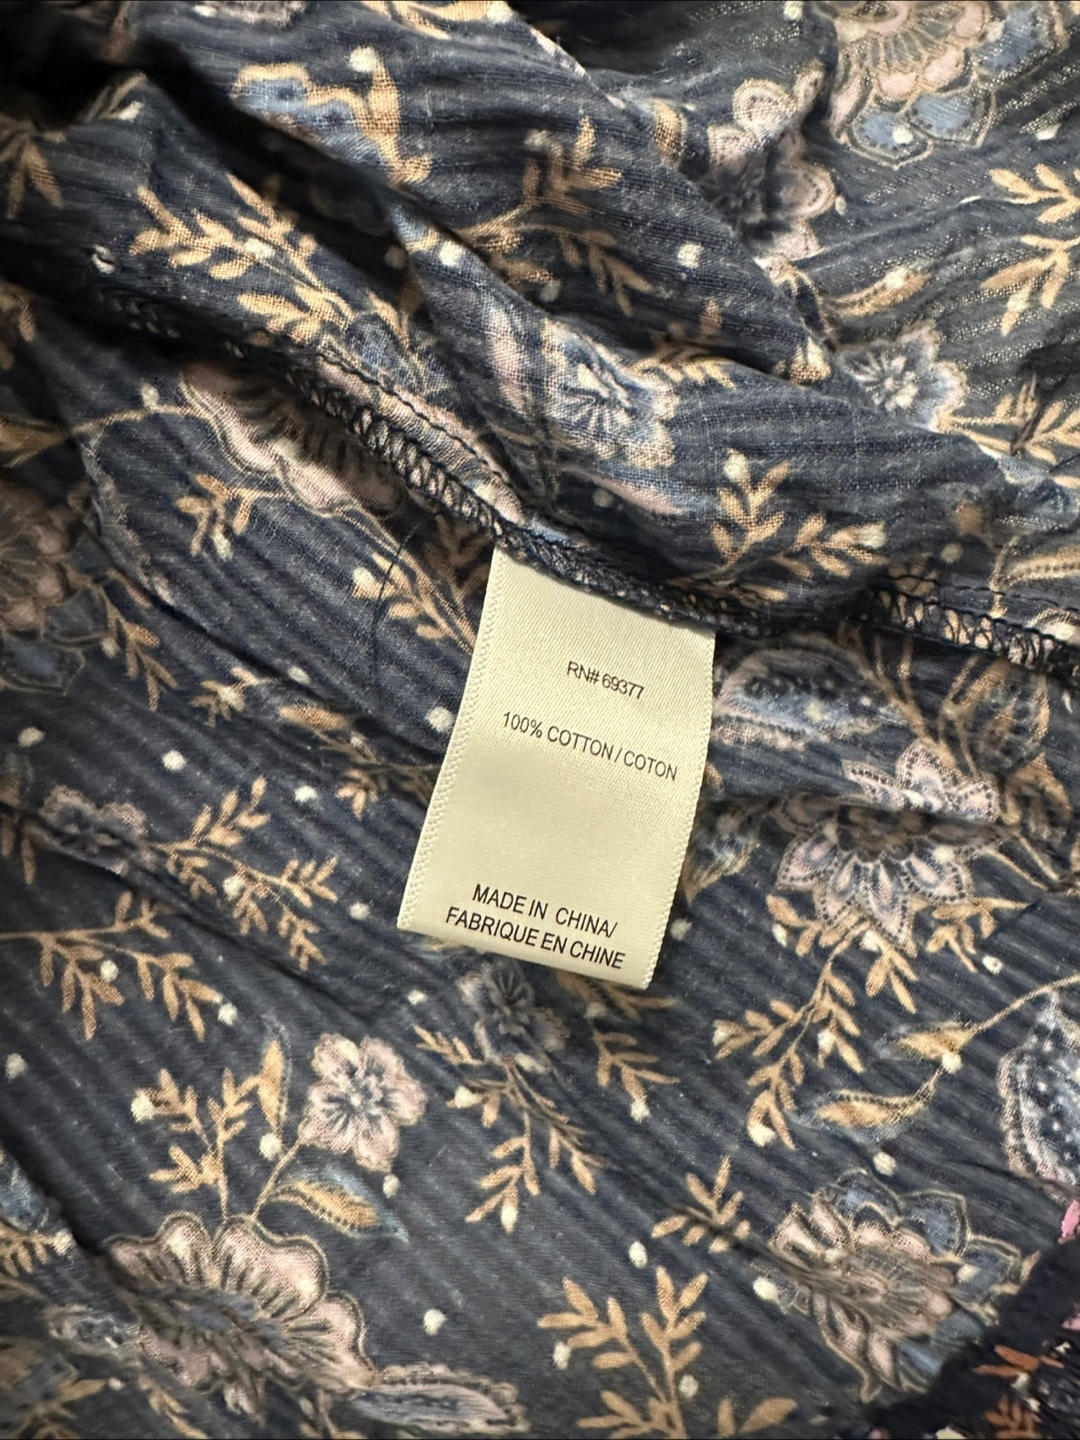 RN# 69377
100% COTTON / COTON
MADE IN CHINA/
FABRIQUE EN CHINE